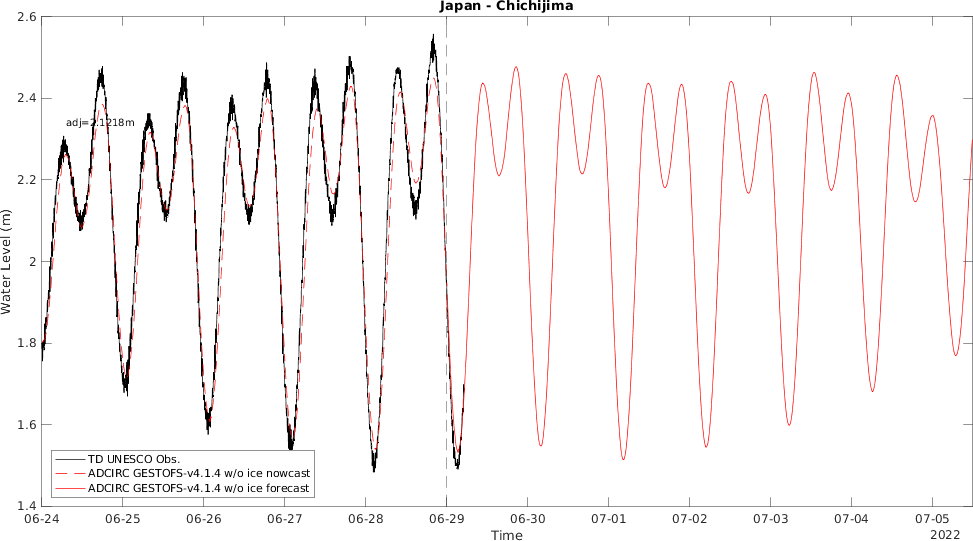 Japan - Chichijima
2.6
2.4
2.2
2
1.8
1.6
1.4
Water Level (m)
adj=2.1218m
TD UNESCO Obs.
ADCIRC GESTOFS-v4.1.4 w/o ice nowcast
ADCIRC GESTOFS-v4.1.4 w/o ice forecast
06-24 06-25 06-26 06-27 06-28 06-29 06-30 07-01 07-02 07-03 07-04 07-05
2022
Time